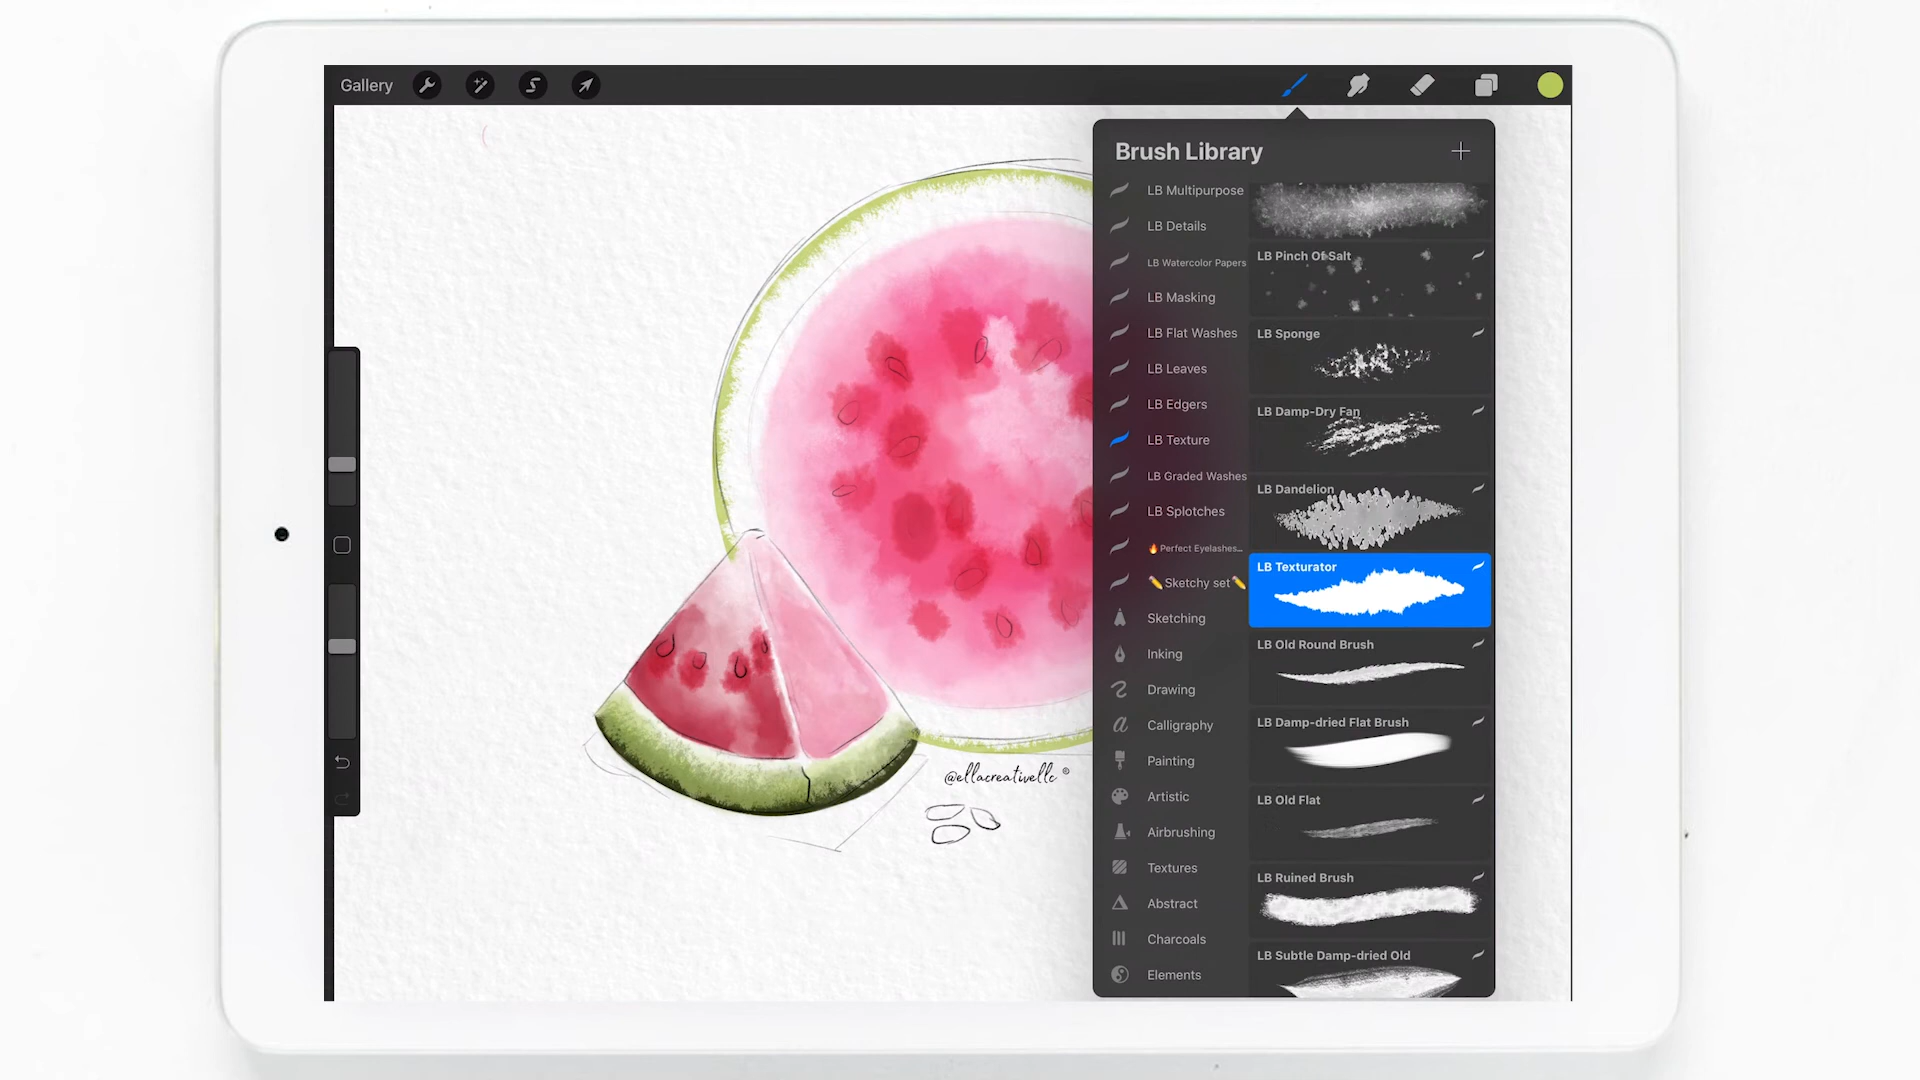 Gallery
Brush Library
LB Multipurpose
LB Details
LB Watercolor Papers
LB Masking
LB Flat Washes
LB Leaves
LB Edgers
LB Texture
LB Graded Washes
LB Splotches
🔥Perfect Eyelashes...
✏️Sketchy set✏️
Sketching
Inking
Drawing
Calligraphy
Painting
Artistic
Airbrushing
Textures
Abstract
Charcoals
Elements
LB Pinch Of Salt
LB Sponge
LB Damp-Dry Fan
LB Dandelion
LB Texturator
LB Old Round Brush
LB Damp-dried Flat Brush
LB Old Flat
LB Ruined Brush
LB Subtle Damp-dried Old
@ellacreativellc ©